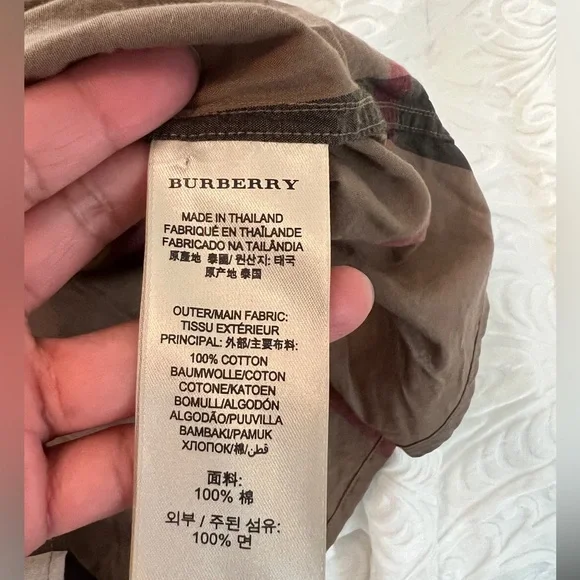 BURBERRY
MADE IN THAILAND
FABRIQUÉ EN THAÏLANDE
FABRICADO NA TAILÂNDIA
原產地 泰國/ 원산지: 태국
原产地 泰国
OUTER/MAIN FABRIC:
TISSU EXTÉRIEUR
PRINCIPAL: 外部/主要布料:
100% COTTON
BAUMWOLLE/COTON
COTONE/KATOEN
BOMULL/ALGODÓN
ALGODÃO/PUUVILLA
BAMBAKI/PAMUK
ХЛОПОК/棉/قطن/
面料:
100% 棉
외부 / 주된 섬유:
100% 면